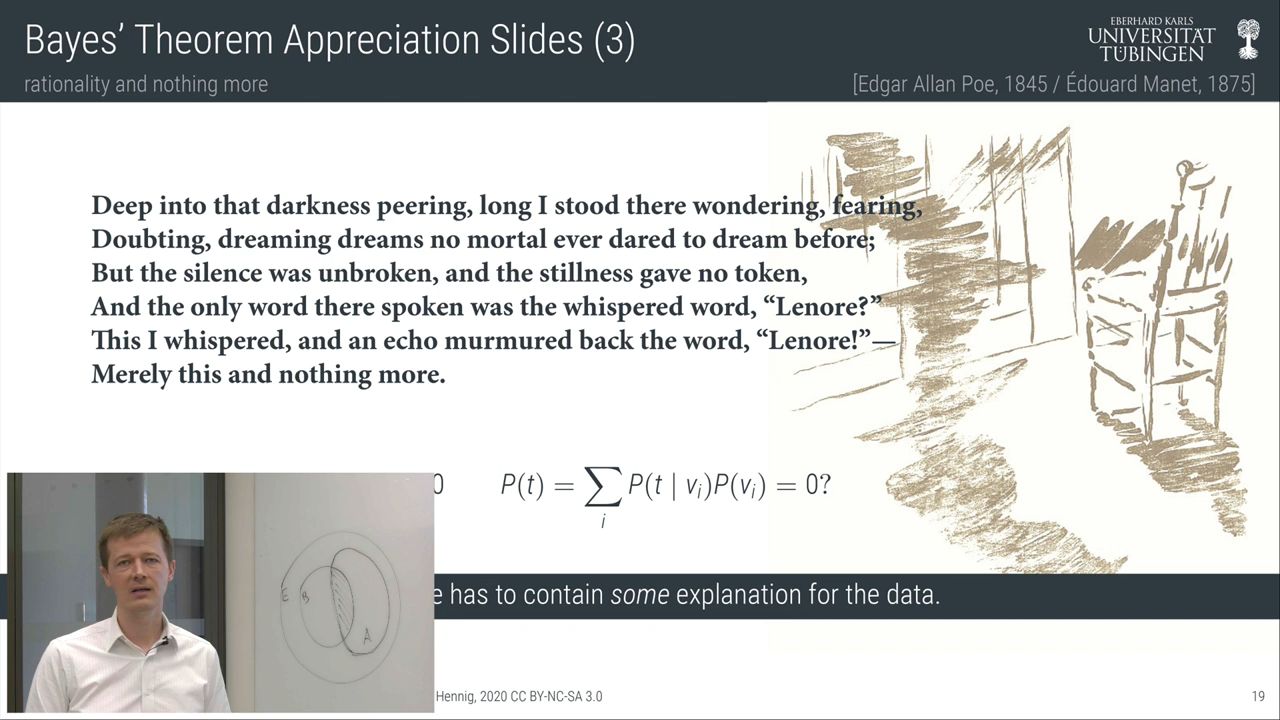 Bayes’ Theorem Appreciation Slides (3)
rationality and nothing more
EBERHARD KARLS
UNIVERSITÄT
TÜBINGEN
[Edgar Allan Poe, 1845 / Édouard Manet, 1875]
Deep into that darkness peering, long I stood there wondering, fearing,
Doubting, dreaming dreams no mortal ever dared to dream before;
But the silence was unbroken, and the stillness gave no token,
And the only word there spoken was the whispered word, “Lenore?”
This I whispered, and an echo murmured back the word, “Lenore!”—
Merely this and nothing more.
0 P(t) = ∑ P(t | vᵢ)P(vᵢ) = 0?
i
E B
A
e has to contain some explanation for the data.
Hennig, 2020 CC BY-NC-SA 3.0
19